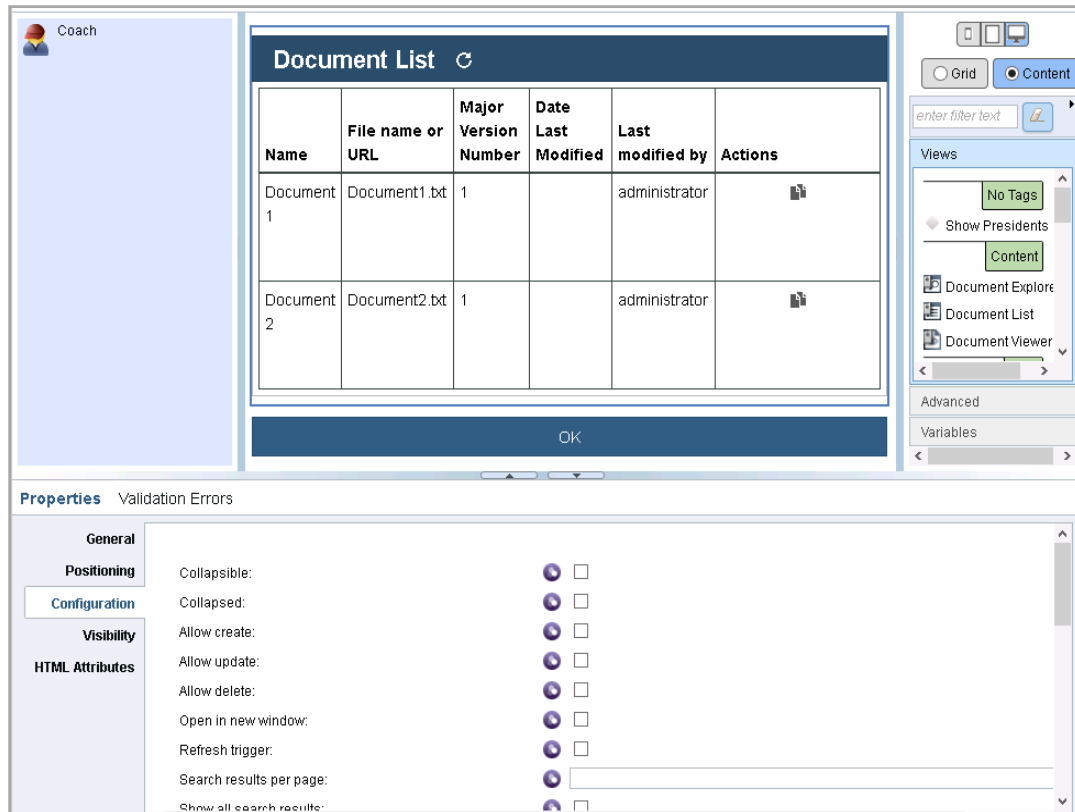 Coach
Document List
Name
File name or URL
Major Version Number
Date Last Modified
Last modified by
Actions
Document 1
Document1.txt
1
administrator
Document 2
Document2.txt
1
administrator
OK
Grid
Content
enter filter text
Views
No Tags
Show Presidents
Content
Document Explore
Document List
Document Viewer
Advanced
Variables
Properties Validation Errors
General
Positioning
Configuration
Visibility
HTML Attributes
Collapsible:
Collapsed:
Allow create:
Allow update:
Allow delete:
Open in new window:
Refresh trigger:
Search results per page:
Show all search results: